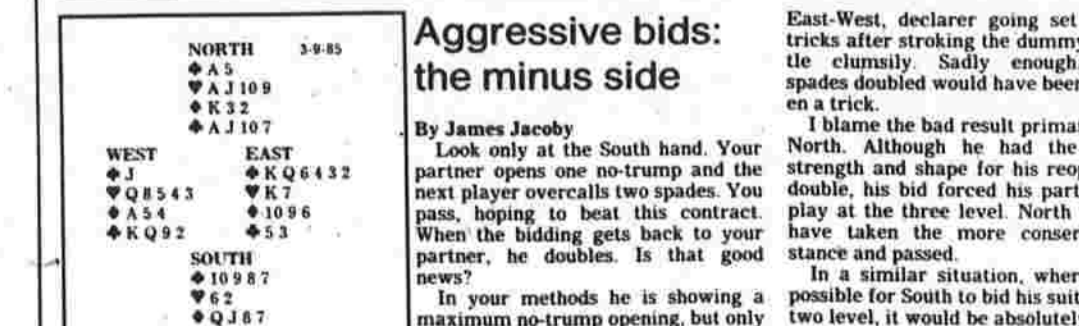 NORTH 3-9-85
♠ A 5
♥ A J 10 9
♦ K 3 2
♣ A J 10 7
WEST EAST
♠ J ♠ K Q 6 4 3 2
♥ Q 8 5 4 3 ♥ K 7
♦ A 5 4 ♦ 10 9 6
♣ K Q 9 2 ♣ 5 3
SOUTH
♠ 10 9 8 7
♥ 6 2
♦ Q J 8 7
Aggressive bids:
the minus side
By James Jacoby
Look only at the South hand. Your
partner opens one no-trump and the
next player overcalls two spades. You
pass, hoping to beat this contract.
When the bidding gets back to your
partner, he doubles. Is that good
news?
In your methods he is showing a
maximum no-trump opening, but only
East-West, declarer going set
tricks after stroking the dummy
tle clumsily. Sadly enough,
spades doubled would have been
en a trick.
I blame the bad result prima
North. Although he had the
strength and shape for his reop
double, his bid forced his part
play at the three level. North
have taken the more conser
stance and passed.
In a similar situation, wher
possible for South to bid his suit
two level, it would be absolutel